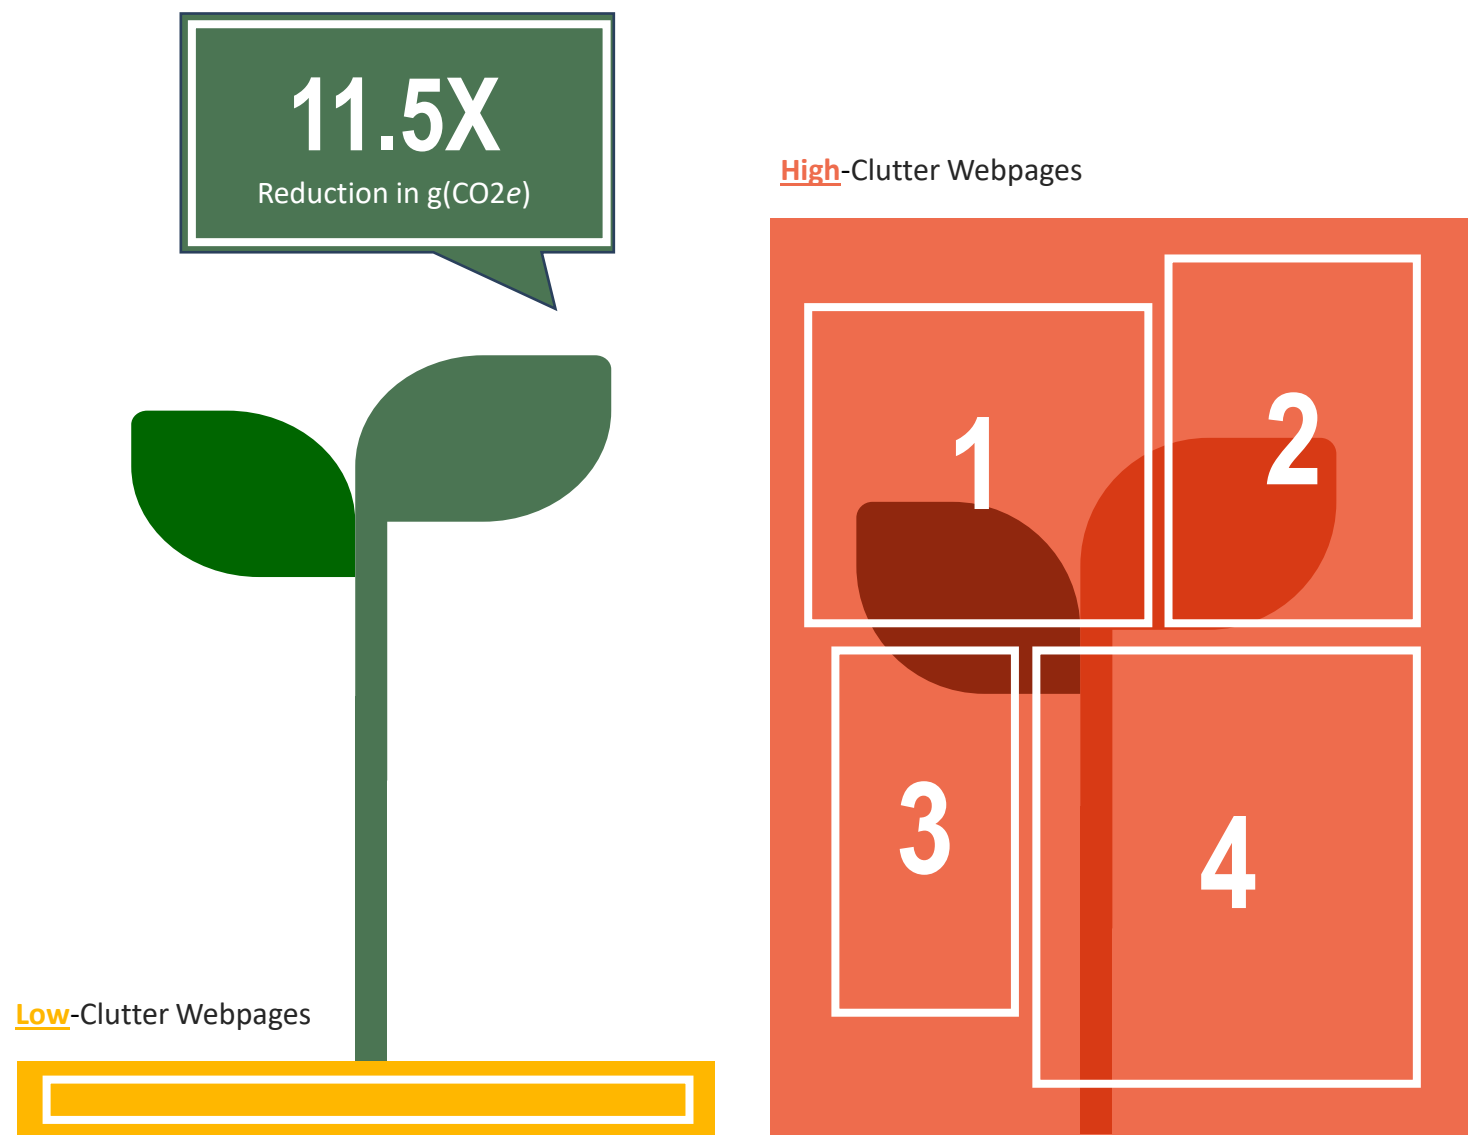 11.5X
Reduction in g(CO2e)
High-Clutter Webpages
1
2
3
4
Low-Clutter Webpages